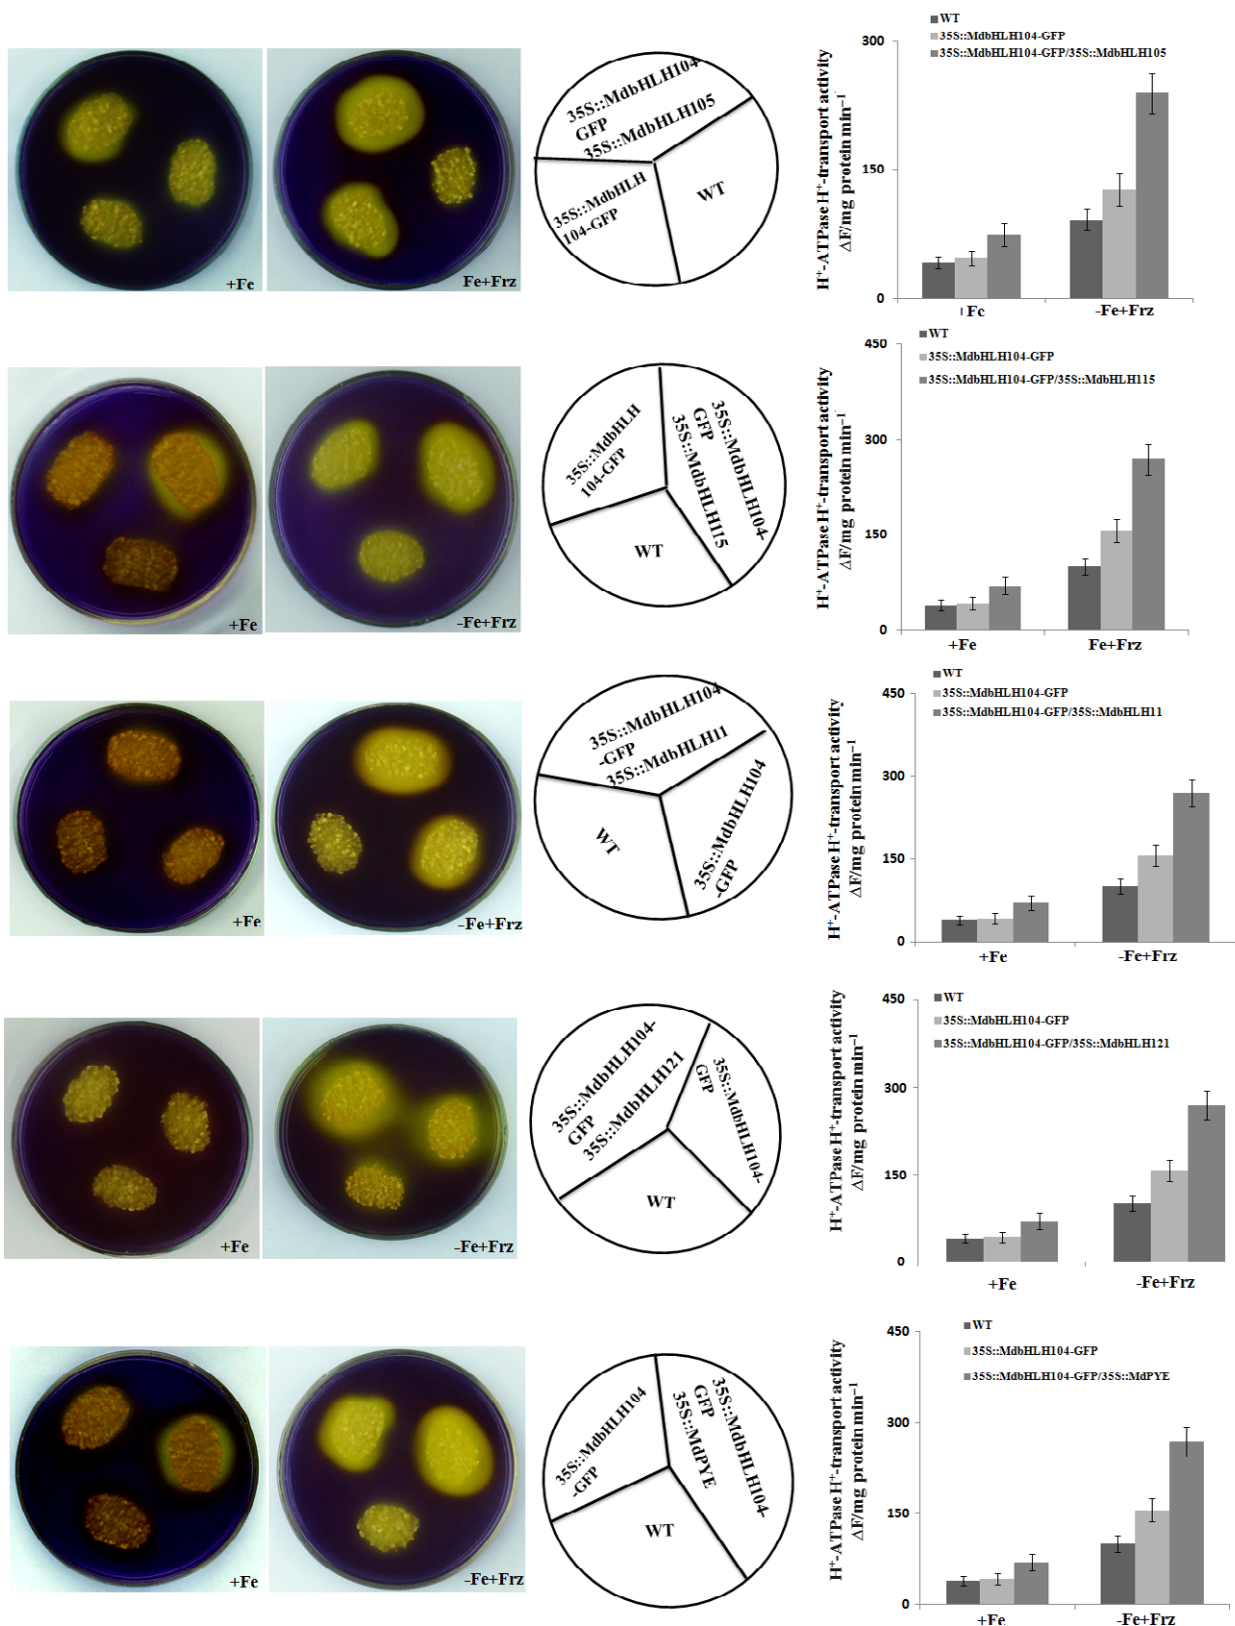 +Fe
Fe+Frz
35S::MdbHLH104-
GFP
35S::MdbHLH105
35S::MdbHLH
104-GFP
WT
H⁺-ATPase H⁺-transport activity
ΔF/mg protein min⁻¹
WT
35S::MdbHLH104-GFP
35S::MdbHLH104-GFP/35S::MdbHLH105
300
150
0
+Fe
-Fe+Frz
+Fe
-Fe+Frz
35S::MdbHLH
104-GFP
35S::MdbHLH104-
GFP
35S::MdbHLH115
WT
H⁺-ATPase H⁺-transport activity
ΔF/mg protein min⁻¹
WT
35S::MdbHLH104-GFP
35S::MdbHLH104-GFP/35S::MdbHLH115
450
300
150
0
+Fe
Fe+Frz
+Fe
-Fe+Frz
35S::MdbHLH104
-GFP
35S::MdbHLH11
WT
35S::MdbHLH104
-GFP
H⁺-ATPase H⁺-transport activity
ΔF/mg protein min⁻¹
WT
35S::MdbHLH104-GFP
35S::MdbHLH104-GFP/35S::MdbHLH11
450
300
150
0
+Fe
-Fe+Frz
+Fe
-Fe+Frz
35S::MdbHLH104-
GFP
35S::MdbHLH121
35S::MdbHLH104-
GFP
WT
H⁺-ATPase H⁺-transport activity
ΔF/mg protein min⁻¹
WT
35S::MdbHLH104-GFP
35S::MdbHLH104-GFP/35S::MdbHLH121
450
300
150
0
+Fe
-Fe+Frz
+Fe
-Fe+Frz
35S::MdbHLH104
-GFP
35S::MdbHLH104-
GFP
35S::MdPYE
WT
H⁺-ATPase H⁺-transport activity
ΔF/mg protein min⁻¹
WT
35S::MdbHLH104-GFP
35S::MdbHLH104-GFP/35S::MdPYE
450
300
150
0
+Fe
-Fe+Frz